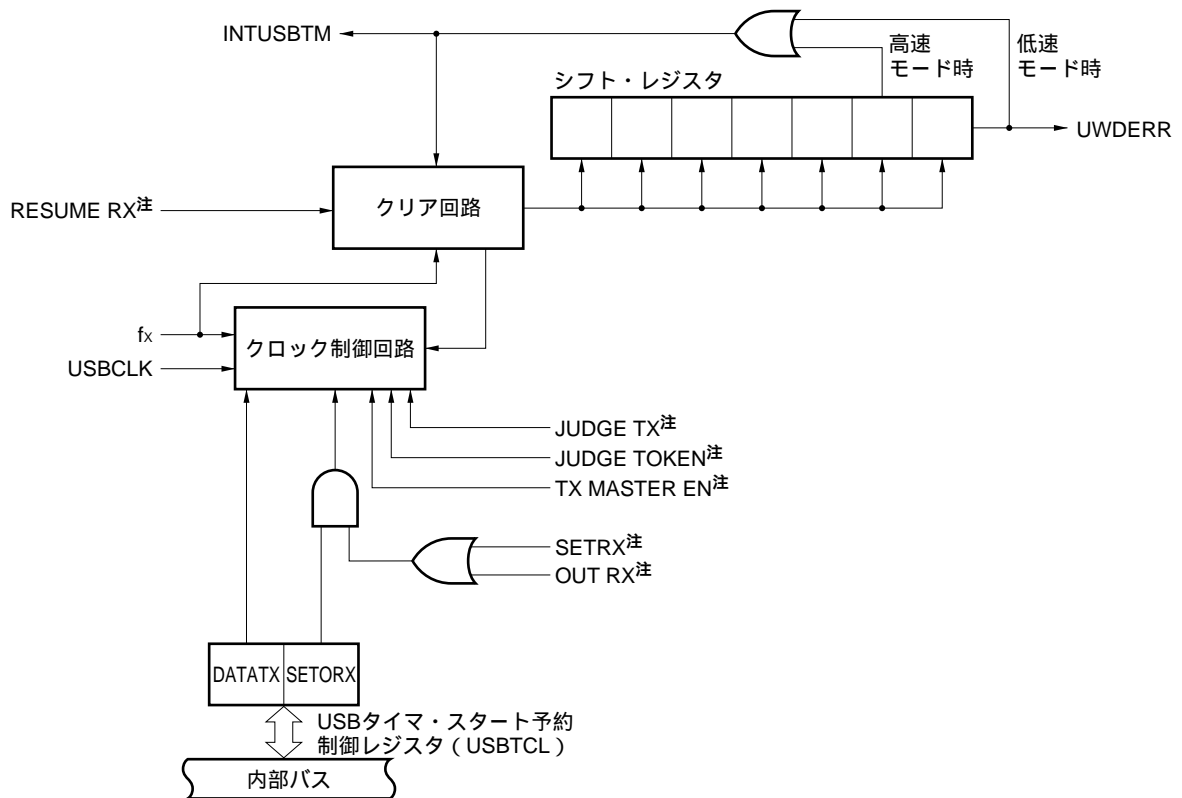 INTUSBTM
高速
モード時
低速
モード時
シフト・レジスタ
UWDERR
RESUME RX注
クリア回路
fX
USBCLK
クロック制御回路
JUDGE TX注
JUDGE TOKEN注
TX MASTER EN注
SETRX注
OUT RX注
DATATX
SETORX
USBタイマ・スタート予約
制御レジスタ（USBTCL）
内部バス